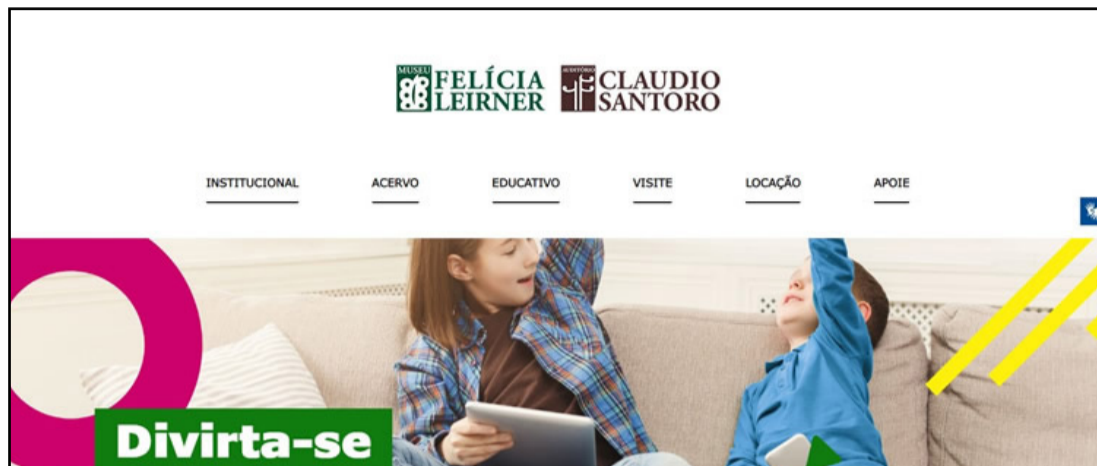 MUSEU
FELÍCIA
LEIRNER
AUDITÓRIO
CLAUDIO
SANTORO
INSTITUCIONAL ACERVO EDUCATIVO VISITE LOCAÇÃO APOIE
Divirta-se